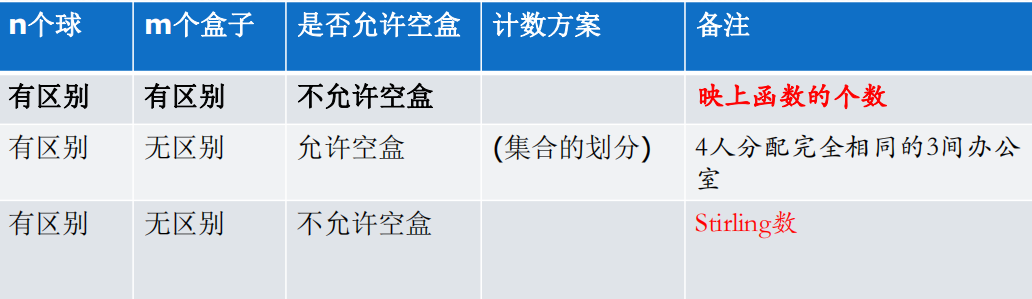 n个球 m个盒子 是否允许空盒 计数方案 备注
有区别 有区别 不允许空盒 映上函数的个数
有区别 无区别 允许空盒 (集合的划分) 4人分配完全相同的3间办公
室
有区别 无区别 不允许空盒 Stirling数